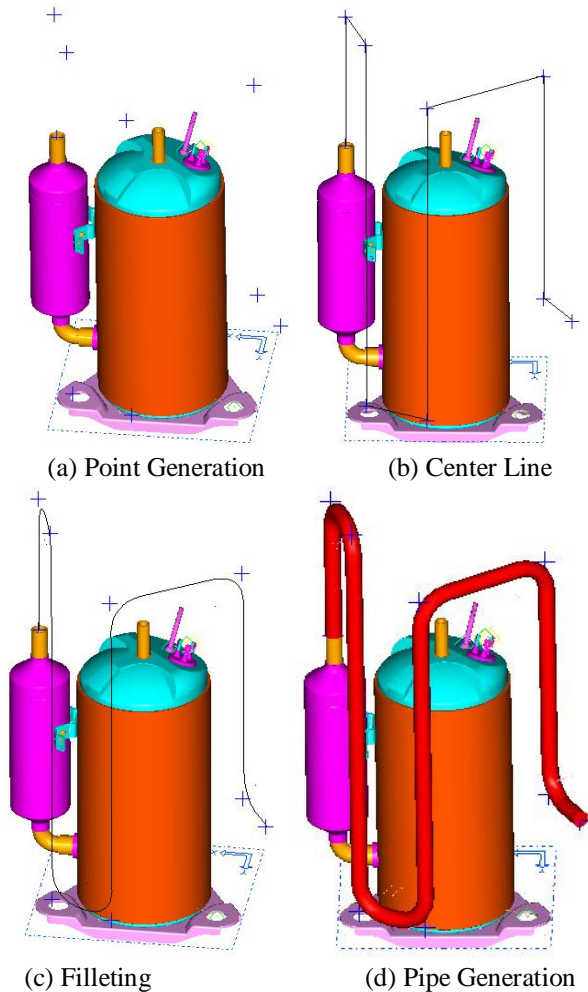 (a) Point Generation
(b) Center Line
(c) Filleting
(d) Pipe Generation